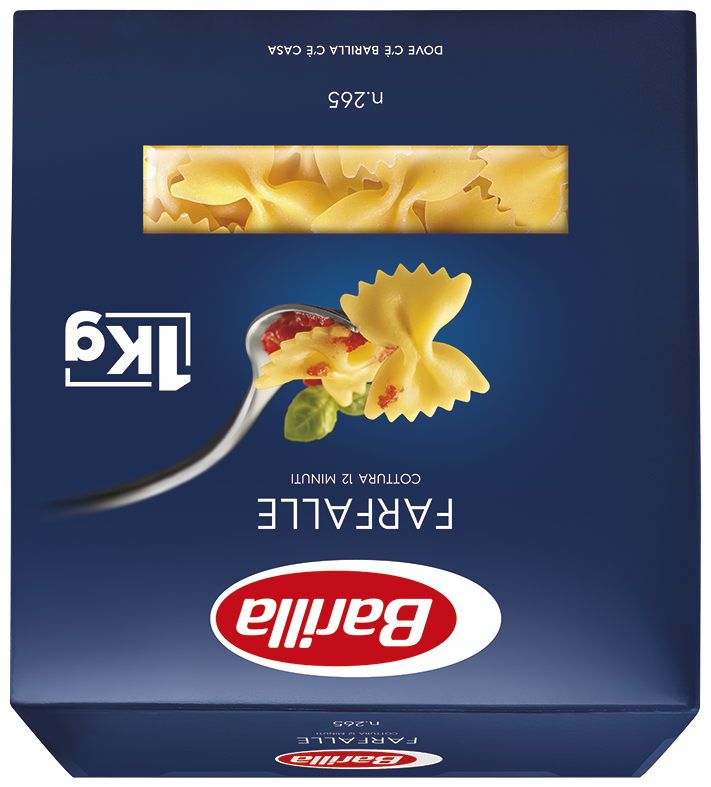 Barilla
FARFALLE
COTTURA 12 MINUTI
n.265
Barilla
FARFALLE
COTTURA 12 MINUTI
1Kg
n.265
DOVE C'È BARILLA C'È CASA